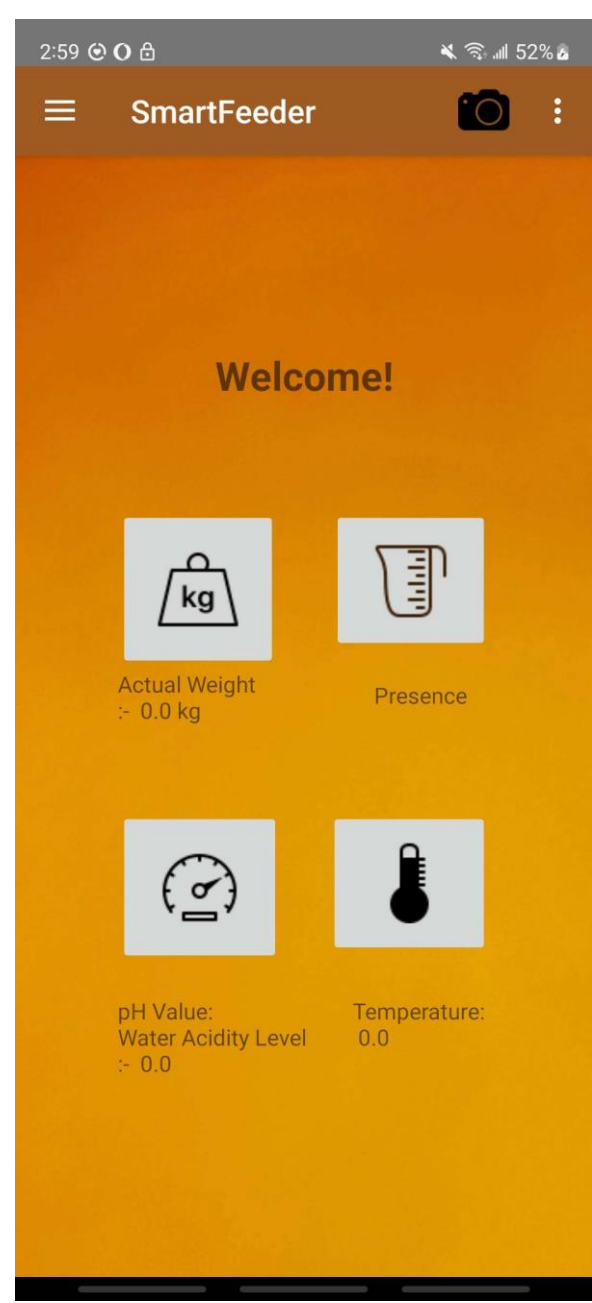 2:59 52%
SmartFeeder
Welcome!
kg
Actual Weight
:- 0.0 kg
Presence
pH Value:
Water Acidity Level
:- 0.0
Temperature:
0.0